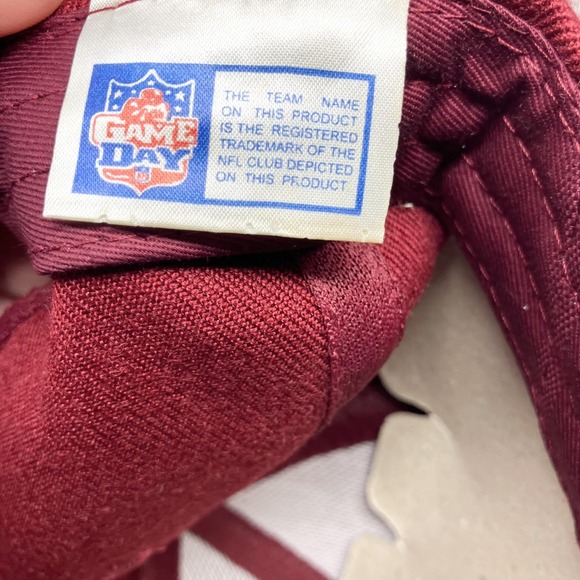 GAME
DAY
THE TEAM NAME
ON THIS PRODUCT
IS THE REGISTERED
TRADEMARK OF THE
NFL CLUB DEPICTED
ON THIS PRODUCT